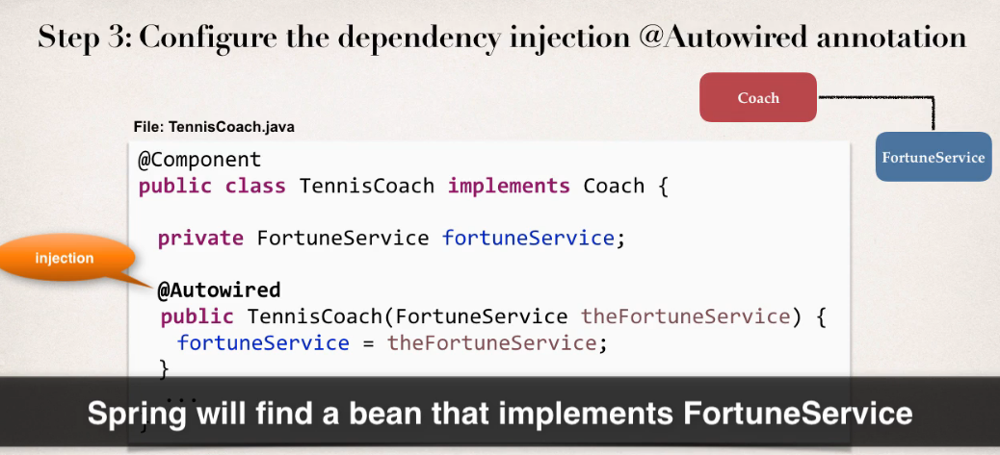 Step 3: Configure the dependency injection @Autowired annotation
Coach
FortuneService
File: TennisCoach.java
@Component
public class TennisCoach implements Coach {
private FortuneService fortuneService;
injection
@Autowired
public TennisCoach(FortuneService theFortuneService) {
fortuneService = theFortuneService;
}
...
}
Spring will find a bean that implements FortuneService